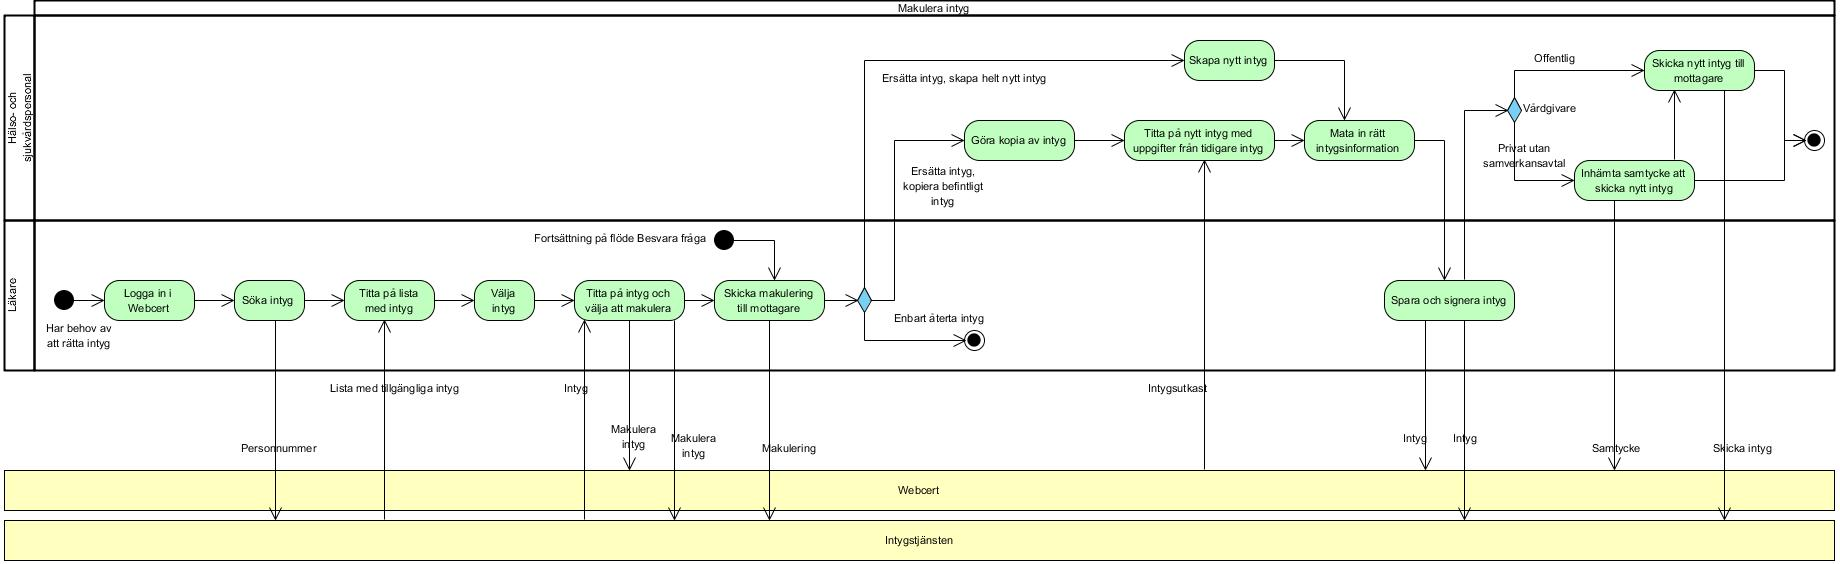 Makulera intyg
Hälso- och
sjukvårdspersonal
Skapa nytt intyg
Ersätta intyg, skapa helt nytt intyg
Offentlig
Skicka nytt intyg till
mottagare
Vårdgivare
Göra kopia av intyg
Titta på nytt intyg med
uppgifter från tidigare intyg
Mata in rätt
intygsinformation
Privat utan
samverkansavtal
Ersätta intyg,
kopiera befintligt
intyg
Inhämta samtycke att
skicka nytt intyg
Läkare
Fortsättning på flöde Besvara fråga
Logga in i
Webcert
Söka intyg
Titta på lista
med intyg
Välja
intyg
Titta på intyg och
välja att makulera
Skicka makulering
till mottagare
Spara och signera intyg
Har behov av
att rätta intyg
Enbart återta intyg
Lista med tillgängliga intyg
Intyg
Intygsutkast
Personnummer
Makulera
intyg
Makulera
intyg
Makulering
Intyg
Intyg
Samtycke
Skicka intyg
Webcert
Intygstjänsten